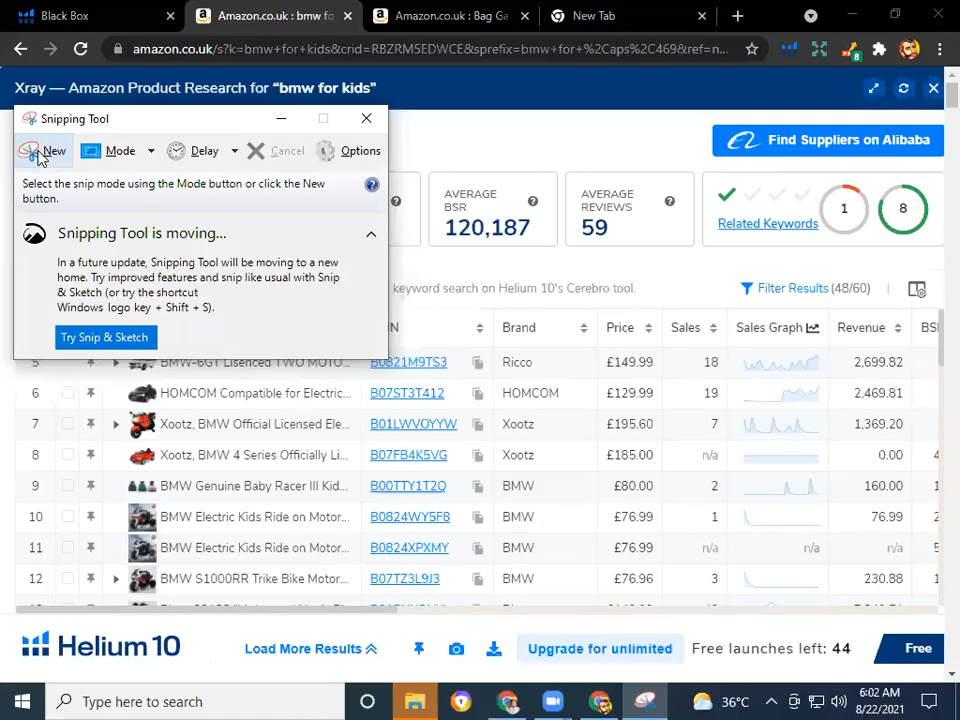 Black Box
Amazon.co.uk : bmw for
Amazon.co.uk : Bag Ga
New Tab
amazon.co.uk/s?k=bmw+for+kids&crid=RBZRM5EDWCE&sprefix=bmw+for+%2Caps%2C469&ref=n...
8
Xray — Amazon Product Research for “bmw for kids”
Snipping Tool
New Mode Delay Cancel Options
Select the snip mode using the Mode button or click the New
button.
Snipping Tool is moving...
In a future update, Snipping Tool will be moving to a new
home. Try improved features and snip like usual with Snip
& Sketch (or try the shortcut
Windows logo key + Shift + S).
Try Snip & Sketch
Find Suppliers on Alibaba
AVERAGE
BSR
120,187
AVERAGE
REVIEWS
59
Related Keywords
1
8
keyword search on Helium 10's Cerebro tool.
Filter Results (48/60)
Brand Price Sales Sales Graph Revenue
5 BMW-6GT Lisenced TWO MOTO... B0821M9TS3 Ricco £149.99 18 2,699.82
6 HOMCOM Compatible for Electric... B07ST3T412 HOMCOM £129.99 19 2,469.81
7 Xootz, BMW Official Licensed Ele... B01LWVOYYW Xootz £195.60 7 1,369.20
8 Xootz, BMW 4 Series Officially Li... B07FB4K5VG Xootz £185.00 n/a 0.00
9 BMW Genuine Baby Racer III Kid... B00TTY1T2Q BMW £80.00 2 160.00
10 BMW Electric Kids Ride on Motor... B0824WY5F8 BMW £76.99 1 76.99
11 BMW Electric Kids Ride on Motor... B0824XPXMY BMW £76.99 n/a n/a n/a
12 BMW S1000RR Trike Bike Motor... B07TZ3L9J3 BMW £76.96 3 230.88
Helium 10
Load More Results
Upgrade for unlimited
Free launches left: 44
Free
Type here to search
36°C
6:02 AM
8/22/2021